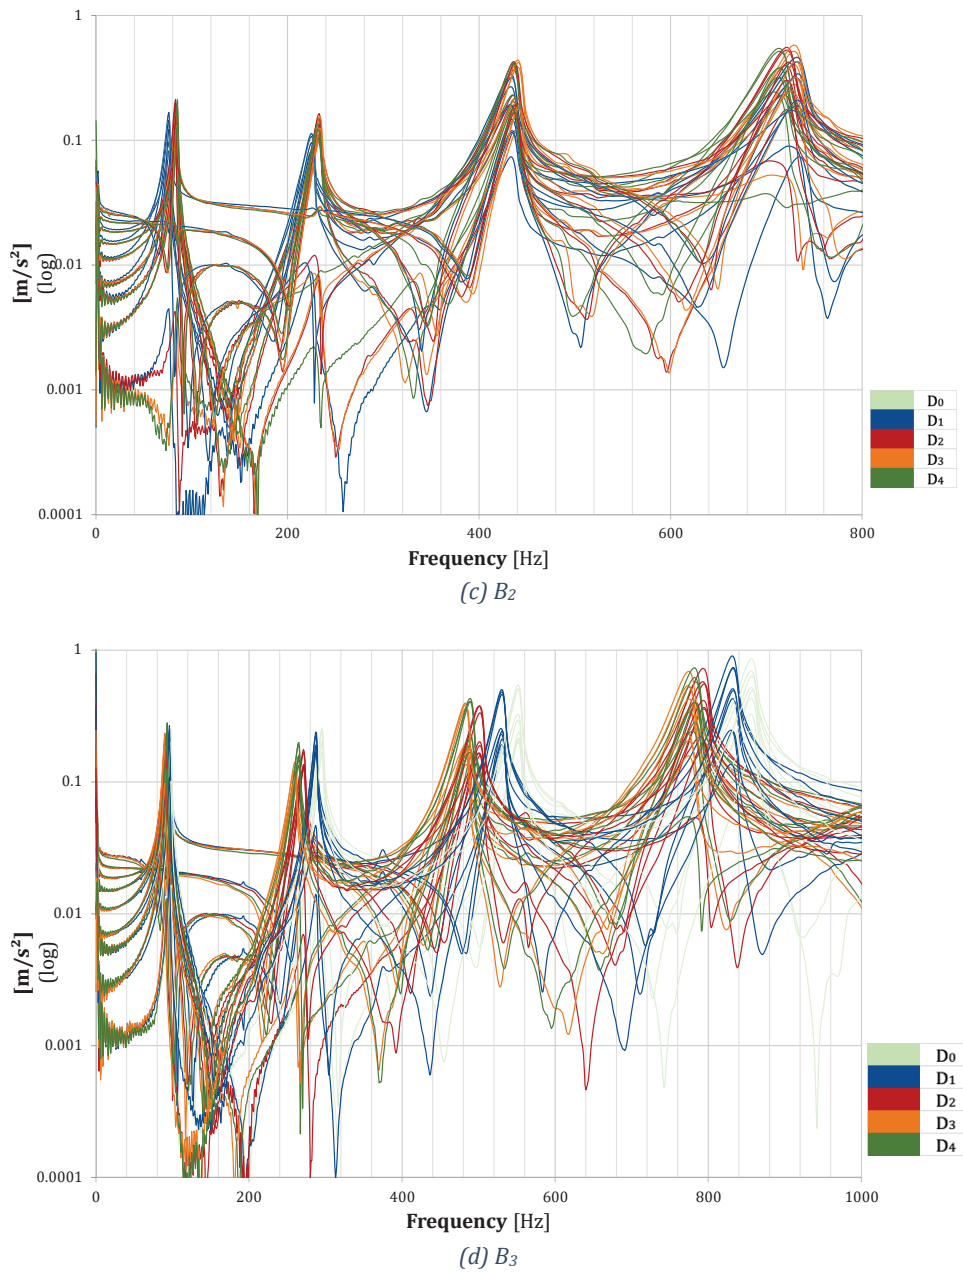 1
0.1
0.01
0.001
0.0001
[m/s²]
(log)
0 200 400 600 800
Frequency [Hz]
D0
D1
D2
D3
D4
(c) B2
1
0.1
0.01
0.001
0.0001
[m/s²]
(log)
0 200 400 600 800 1000
Frequency [Hz]
D0
D1
D2
D3
D4
(d) B3